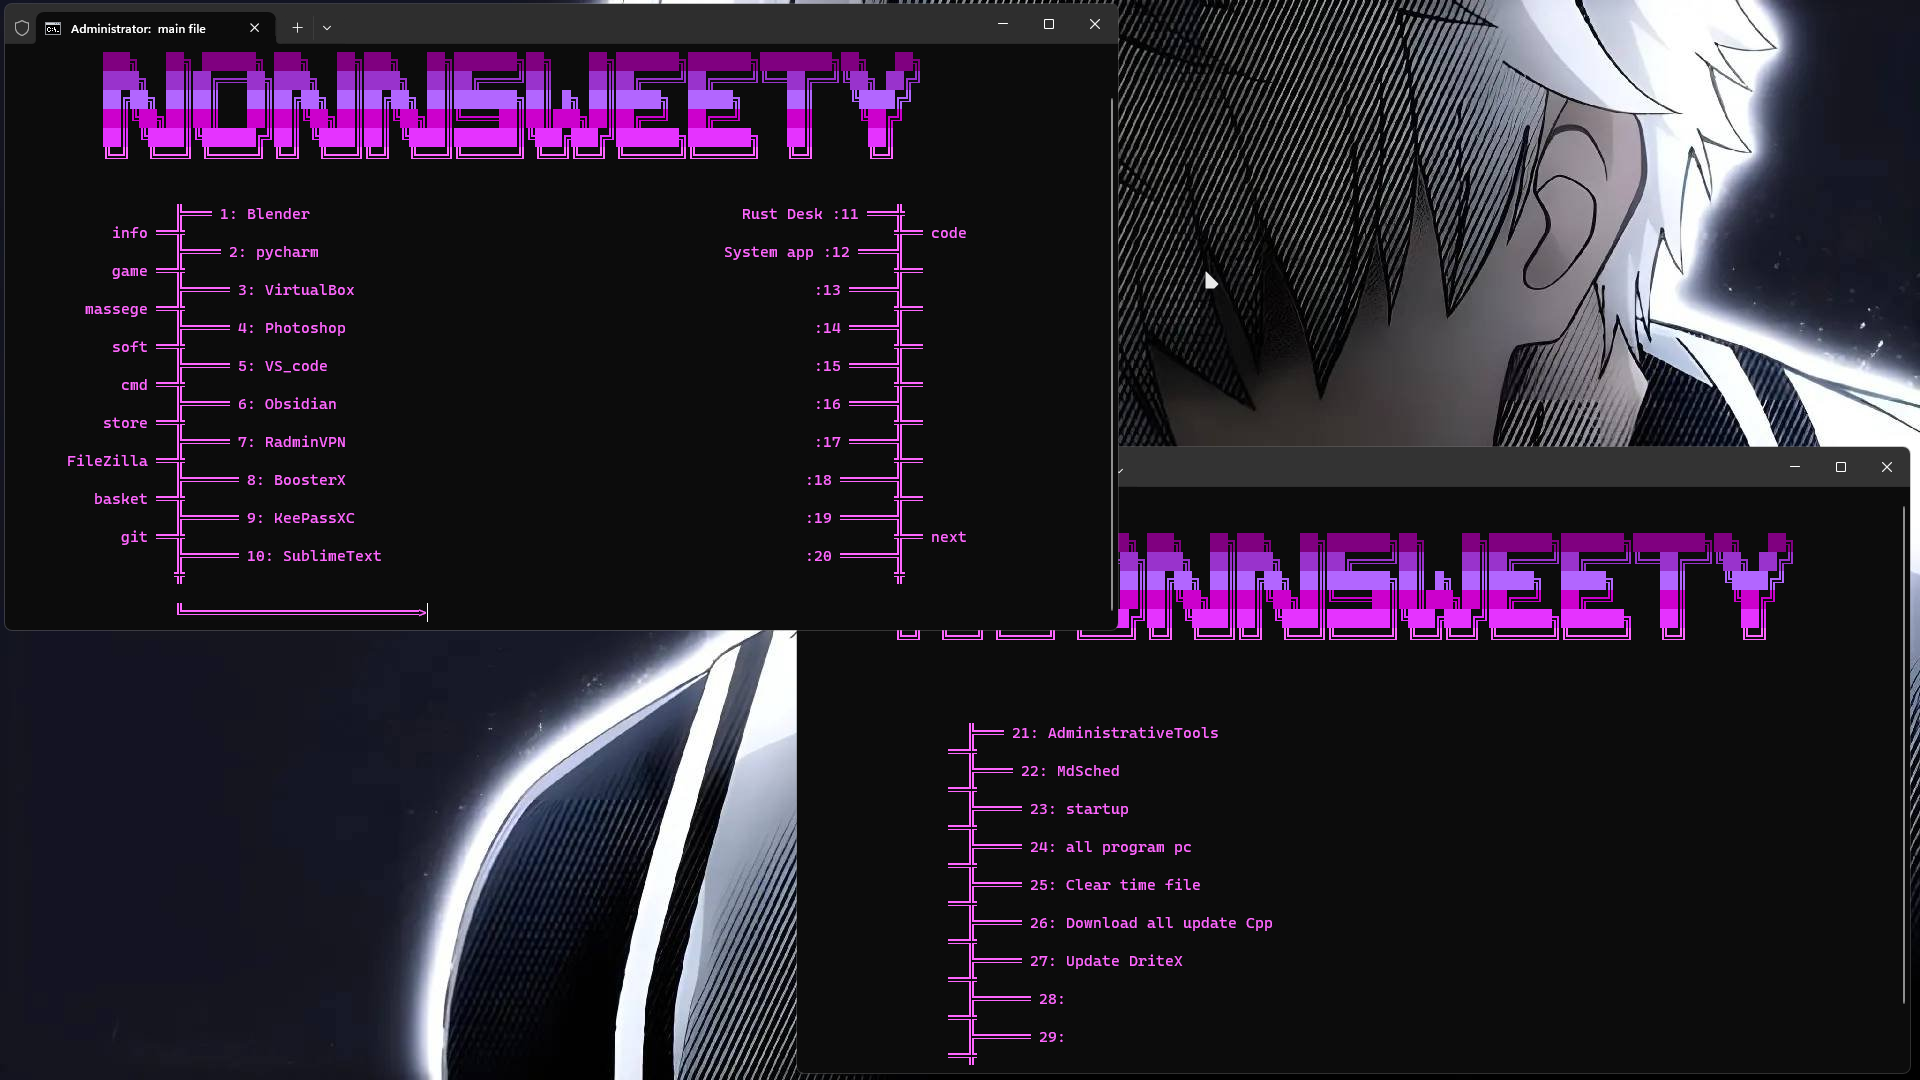 Administrator: main file
NONNSWEETY
1: Blender
Rust Desk :11
info
code
2: pycharm
System app :12
game
3: VirtualBox
:13
massege
4: Photoshop
:14
soft
5: VS_code
:15
cmd
6: Obsidian
:16
store
7: RadminVPN
:17
FileZilla
8: BoosterX
:18
basket
9: KeePassXC
:19
git
next
10: SublimeText
:20
NNSWEETY
21: AdministrativeTools
22: MdSched
23: startup
24: all program pc
25: Clear time file
26: Download all update Cpp
27: Update DriteX
28:
29: